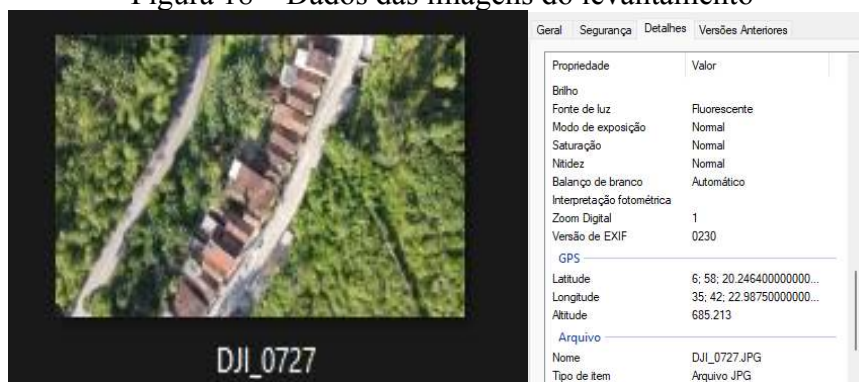 Figura 18 – Dados das imagens do levantamento
Geral Segurança Detalhes Versões Anteriores
Propriedade Valor
Brilho
Fonte de luz Fluorescente
Modo de exposição Normal
Saturação Normal
Nitidez Normal
Balanço de branco Automático
Interpretação fotométrica
Zoom Digital 1
Versão de EXIF 0230
GPS
Latitude 6; 58; 20.246400000000...
Longitude 35; 42; 22.98750000000...
Altitude 685.213
Arquivo
Nome DJI_0727.JPG
Tipo de item Arquivo JPG
DJI_0727